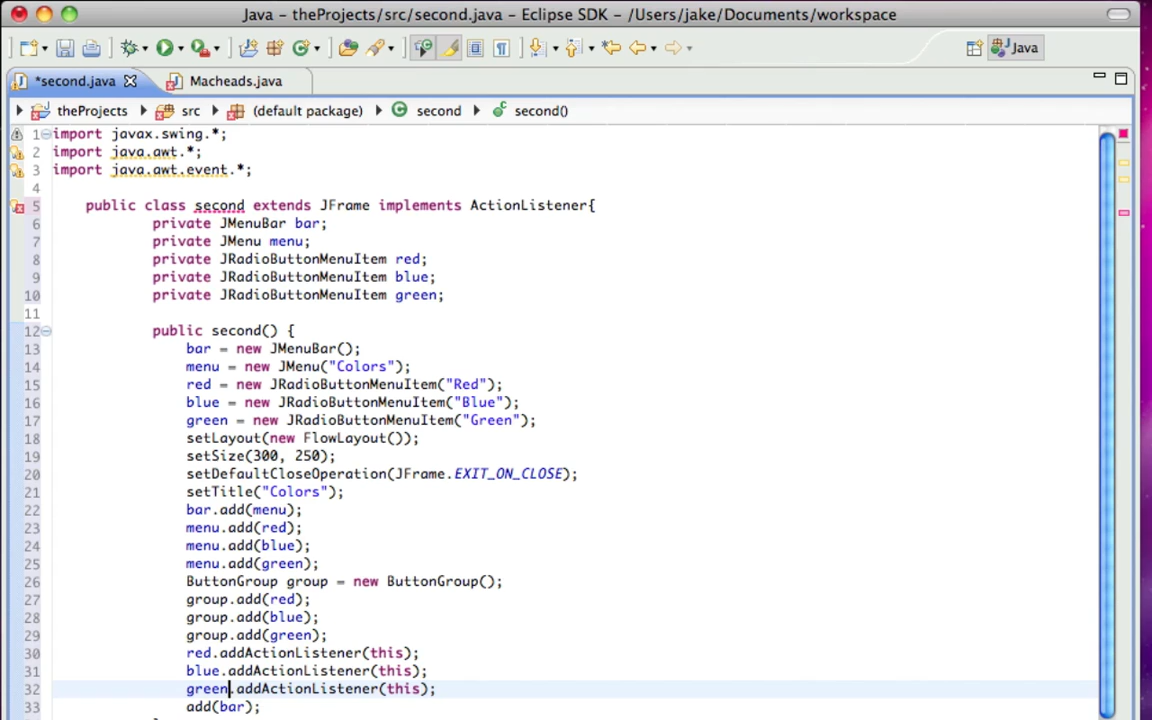 Java - theProjects/src/second.java - Eclipse SDK - /Users/jake/Documents/workspace
Java
*second.java Macheads.java
theProjects src (default package) second second()
1 import javax.swing.*;
2 import java.awt.*;
3 import java.awt.event.*;
4
5 public class second extends JFrame implements ActionListener{
6 private JMenuBar bar;
7 private JMenu menu;
8 private JRadioButtonMenuItem red;
9 private JRadioButtonMenuItem blue;
10 private JRadioButtonMenuItem green;
11
12 public second() {
13 bar = new JMenuBar();
14 menu = new JMenu("Colors");
15 red = new JRadioButtonMenuItem("Red");
16 blue = new JRadioButtonMenuItem("Blue");
17 green = new JRadioButtonMenuItem("Green");
18 setLayout(new FlowLayout());
19 setSize(300, 250);
20 setDefaultCloseOperation(JFrame.EXIT_ON_CLOSE);
21 setTitle("Colors");
22 bar.add(menu);
23 menu.add(red);
24 menu.add(blue);
25 menu.add(green);
26 ButtonGroup group = new ButtonGroup();
27 group.add(red);
28 group.add(blue);
29 group.add(green);
30 red.addActionListener(this);
31 blue.addActionListener(this);
32 green.addActionListener(this);
33 add(bar);